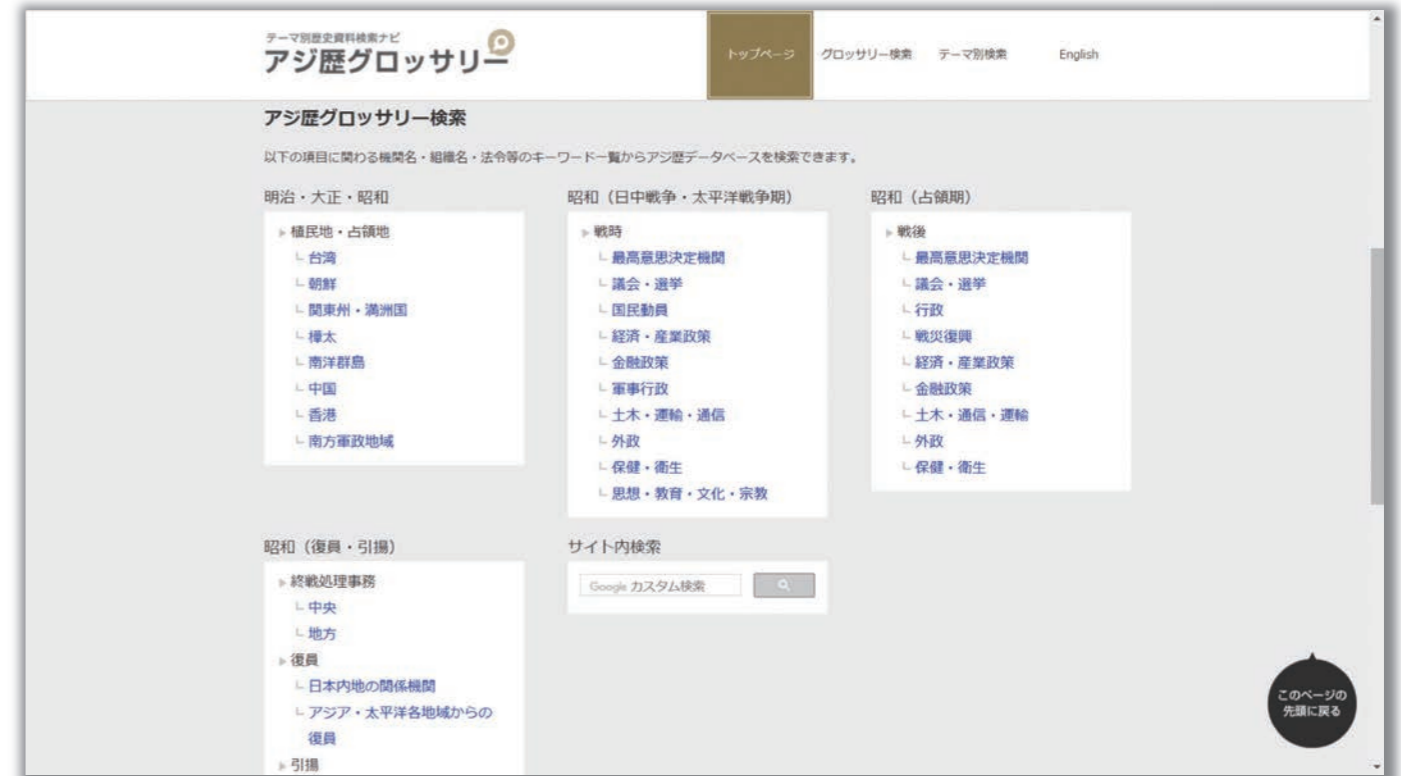 テーマ別歴史資料検索ナビ
アジ歴グロッサリー
トップページ
グロッサリー検索
テーマ別検索
English
アジ歴グロッサリー検索
以下の項目に関わる機関名・組織名・法令等のキーワード一覧からアジ歴データベースを検索できます。
明治・大正・昭和
植民地・占領地
台湾
朝鮮
関東州・満洲国
樺太
南洋群島
中国
香港
南方軍政地域
昭和（日中戦争・太平洋戦争期）
戦時
最高意思決定機関
議会・選挙
国民動員
経済・産業政策
金融政策
軍事行政
土木・運輸・通信
外政
保健・衛生
思想・教育・文化・宗教
昭和（占領期）
戦後
最高意思決定機関
議会・選挙
行政
戦災復興
経済・産業政策
金融政策
土木・通信・運輸
外政
保健・衛生
昭和（復員・引揚）
終戦処理事務
中央
地方
復員
日本内地の関係機関
アジア・太平洋各地域からの
復員
引揚
サイト内検索
Google カスタム検索
このページの
先頭に戻る